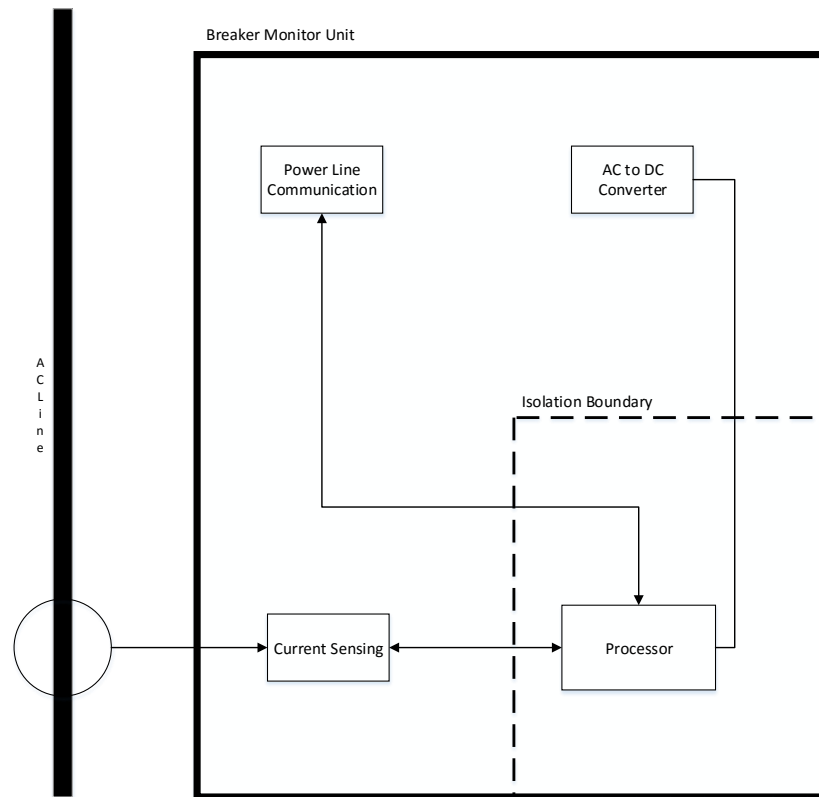 Breaker Monitor Unit
Power Line
Communication
AC to DC
Converter
A
C
L
i
n
e
Isolation Boundary
Current Sensing
Processor